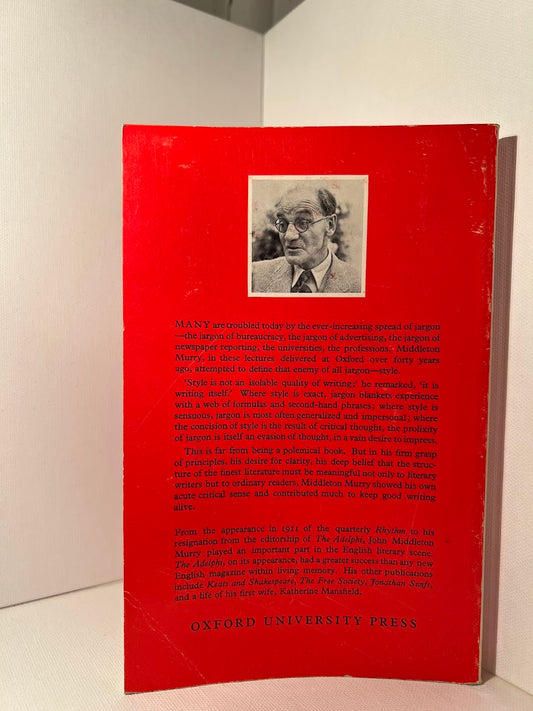 MANY are troubled today by the ever-increasing spread of jargon
—the jargon of bureaucracy, the jargon of advertising, the jargon of
newspaper reporting, the universities, the professions. Middleton
Murry, in these lectures delivered at Oxford over forty years
ago, attempted to define that enemy of all jargon—style.
'Style is not an isolable quality of writing;' he remarked, 'it is
writing itself.' Where style is exact, jargon blankets experience
with a web of formulas and second-hand phrases; where style is
sensuous, jargon is most often generalized and impersonal; where
the concision of style is the result of critical thought, the prolixity
of jargon is itself an evasion of thought, in a vain desire to impress.
This is far from being a polemical book. But in his firm grasp
of principles, his desire for clarity, his deep belief that the struc-
ture of the finest literature must be meaningful not only to literary
writers but to ordinary readers, Middleton Murry showed his own
acute critical sense and contributed much to keep good writing
alive.
From the appearance in 1911 of the quarterly Rhythm to his
resignation from the editorship of The Adelphi, John Middleton
Murry played an important part in the English literary scene.
The Adelphi, on its appearance, had a greater success than any new
English magazine within living memory. His other publications
include Keats and Shakespeare, The Free Society, Jonathan Swift,
and a life of his first wife, Katherine Mansfield.
OXFORD UNIVERSITY PRESS